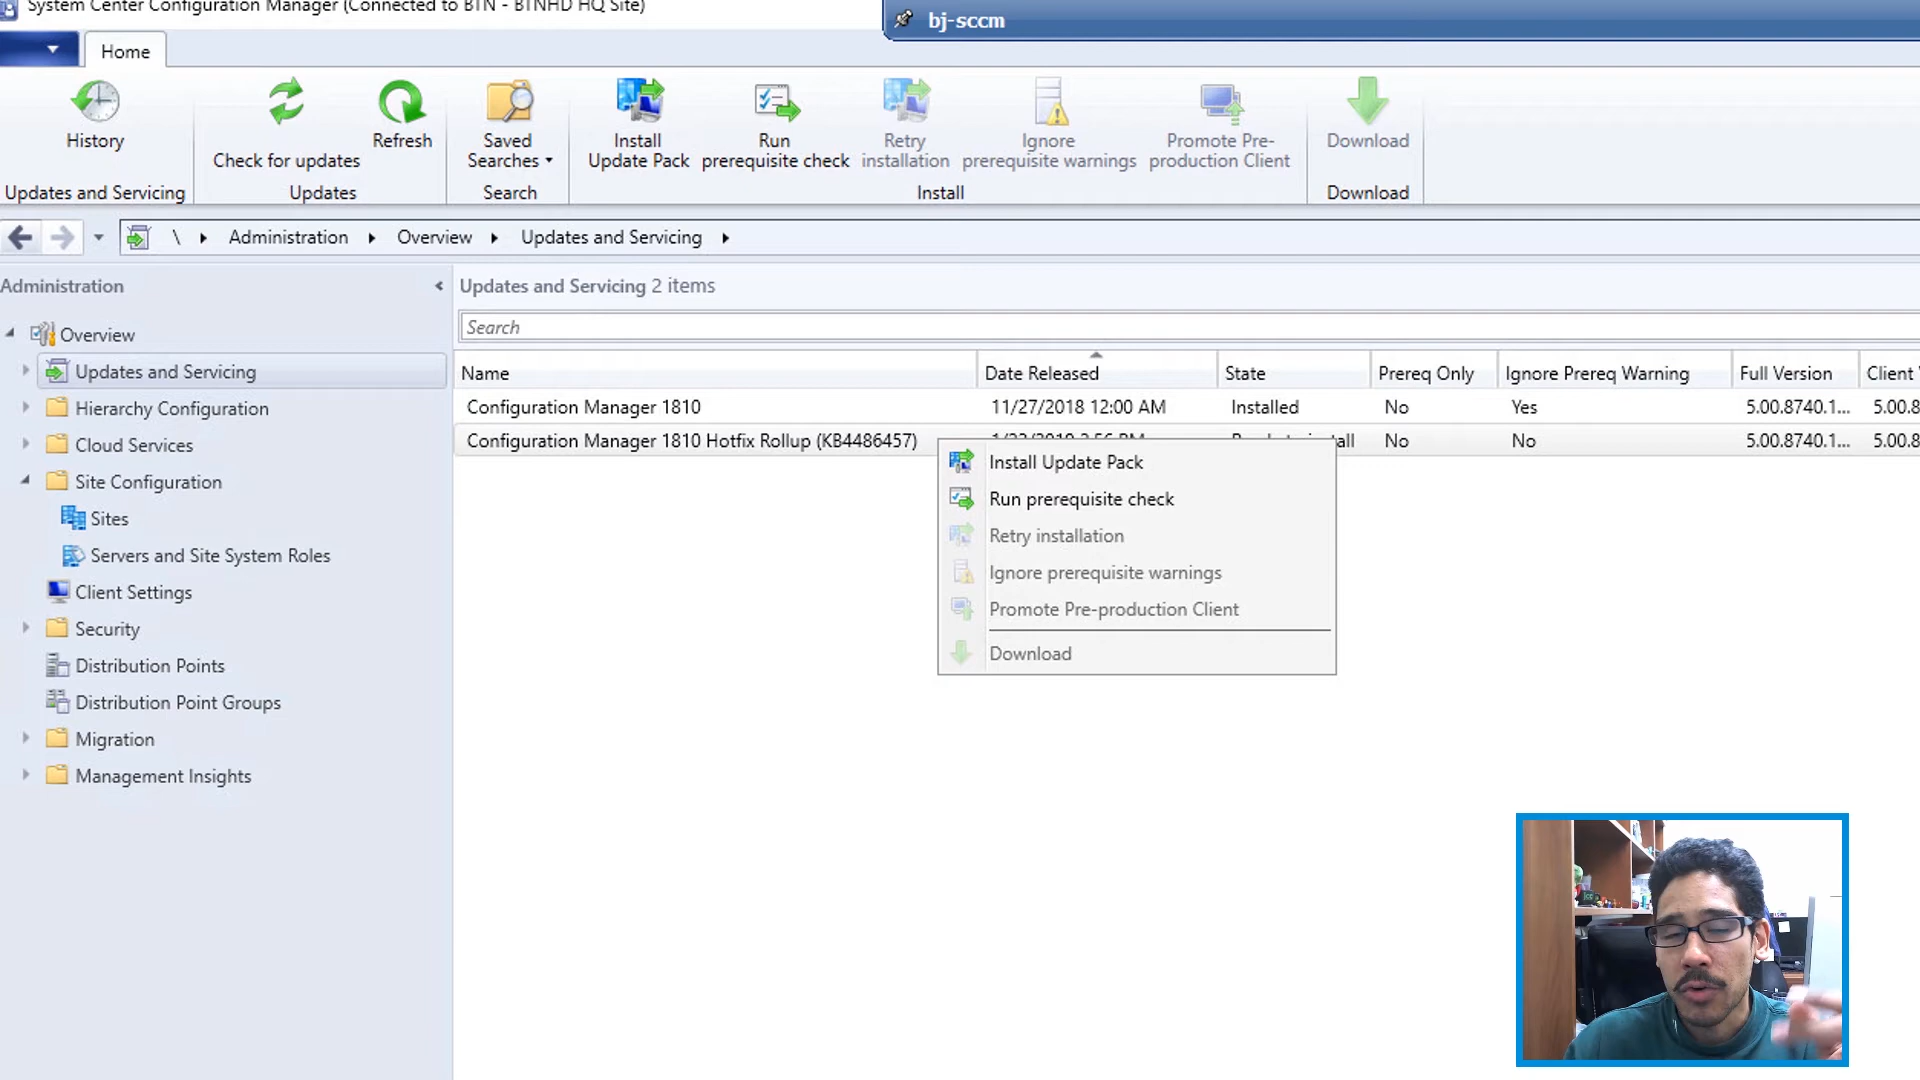 System Center Configuration Manager (Connected to BTN - BTNHD HQ Site)
bj-sccm
Home
History
Check for updates
Refresh
Saved Searches
Install Update Pack
Run prerequisite check
Retry installation
Ignore prerequisite warnings
Promote Pre-production Client
Download
Updates and Servicing
Updates
Search
Install
Download
\ Administration Overview Updates and Servicing
Administration
Overview
Updates and Servicing
Hierarchy Configuration
Cloud Services
Site Configuration
Sites
Servers and Site System Roles
Client Settings
Security
Distribution Points
Distribution Point Groups
Migration
Management Insights
Updates and Servicing 2 items
Search
Name Date Released State Prereq Only Ignore Prereq Warning Full Version Client
Configuration Manager 1810 11/27/2018 12:00 AM Installed No Yes 5.00.8740.1... 5.00.8
Configuration Manager 1810 Hotfix Rollup (KB4486457) No No 5.00.8740.1... 5.00.8
Install Update Pack
Run prerequisite check
Retry installation
Ignore prerequisite warnings
Promote Pre-production Client
Download